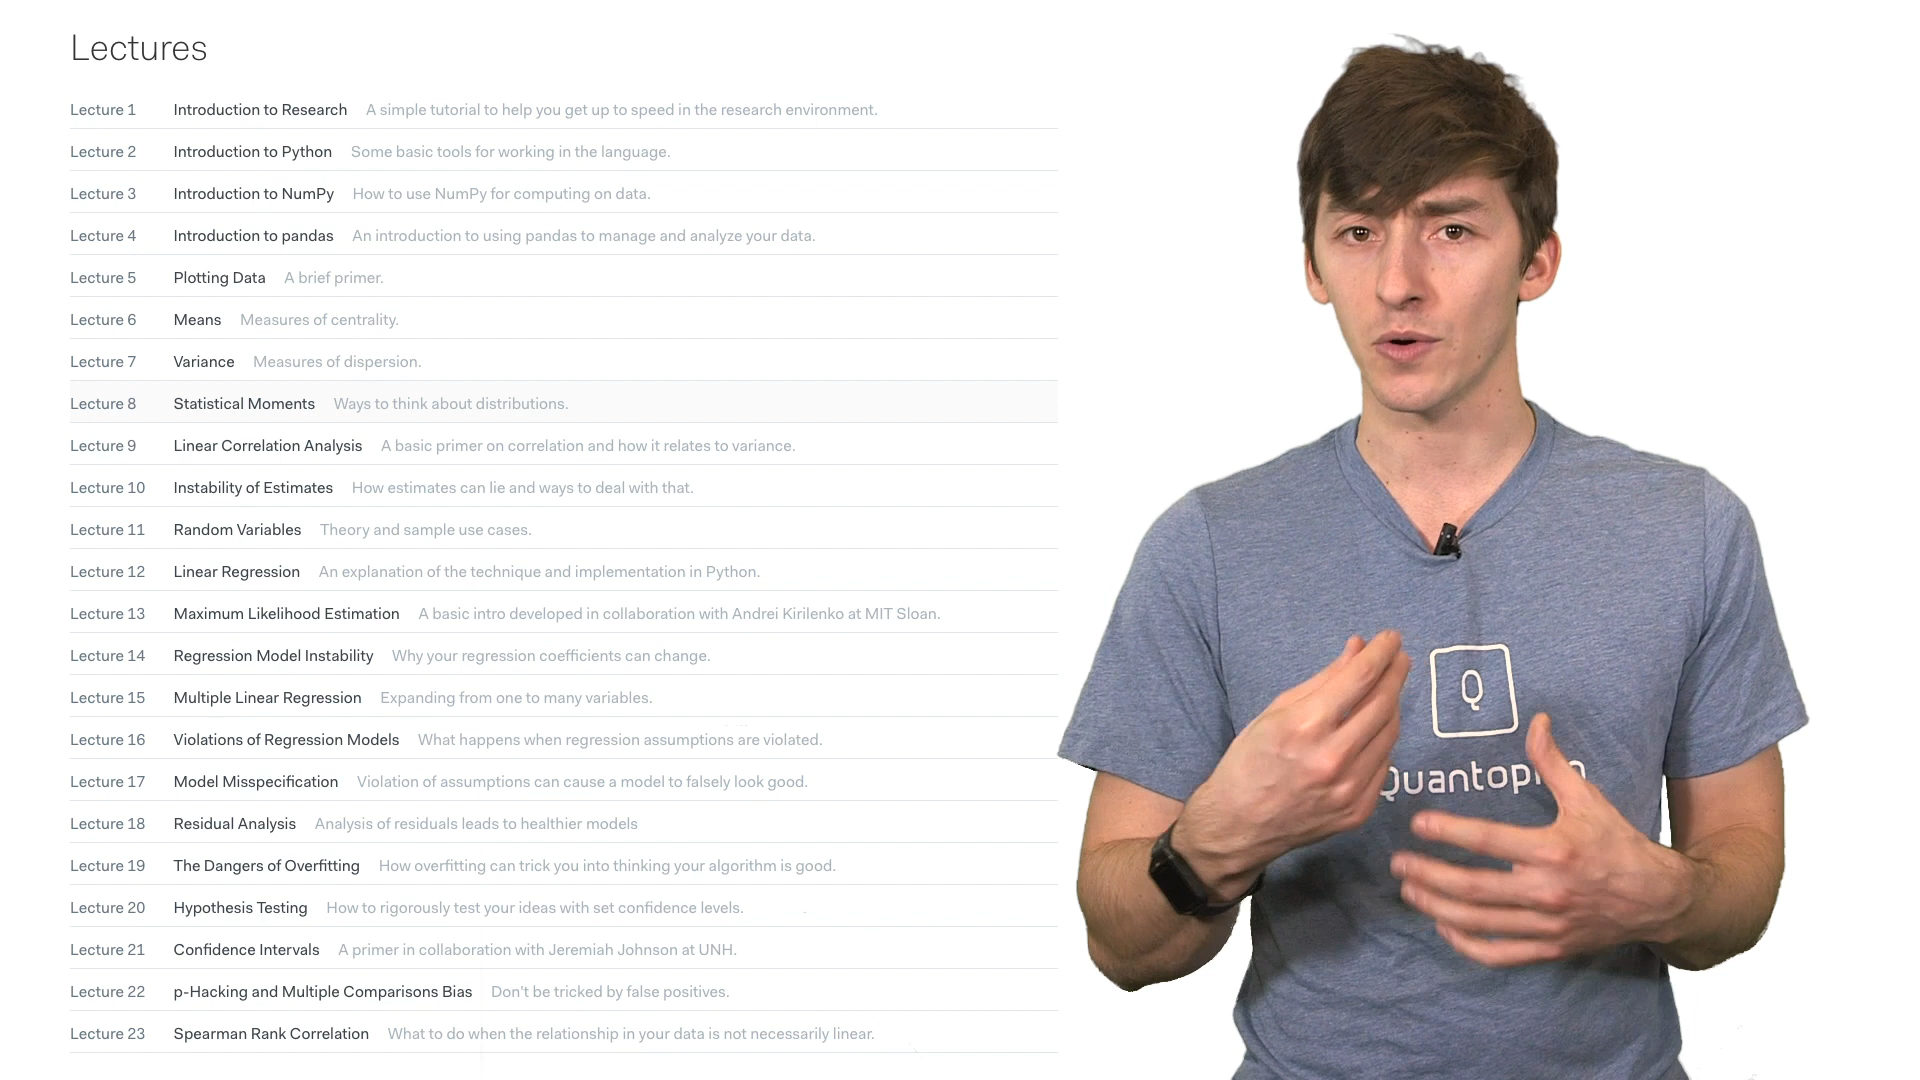 Lectures
Lecture 1 Introduction to Research A simple tutorial to help you get up to speed in the research environment.
Lecture 2 Introduction to Python Some basic tools for working in the language.
Lecture 3 Introduction to NumPy How to use NumPy for computing on data.
Lecture 4 Introduction to pandas An introduction to using pandas to manage and analyze your data.
Lecture 5 Plotting Data A brief primer.
Lecture 6 Means Measures of centrality.
Lecture 7 Variance Measures of dispersion.
Lecture 8 Statistical Moments Ways to think about distributions.
Lecture 9 Linear Correlation Analysis A basic primer on correlation and how it relates to variance.
Lecture 10 Instability of Estimates How estimates can lie and ways to deal with that.
Lecture 11 Random Variables Theory and sample use cases.
Lecture 12 Linear Regression An explanation of the technique and implementation in Python.
Lecture 13 Maximum Likelihood Estimation A basic intro developed in collaboration with Andrei Kirilenko at MIT Sloan.
Lecture 14 Regression Model Instability Why your regression coefficients can change.
Lecture 15 Multiple Linear Regression Expanding from one to many variables.
Lecture 16 Violations of Regression Models What happens when regression assumptions are violated.
Lecture 17 Model Misspecification Violation of assumptions can cause a model to falsely look good.
Lecture 18 Residual Analysis Analysis of residuals leads to healthier models
Lecture 19 The Dangers of Overfitting How overfitting can trick you into thinking your algorithm is good.
Lecture 20 Hypothesis Testing How to rigorously test your ideas with set confidence levels.
Lecture 21 Confidence Intervals A primer in collaboration with Jeremiah Johnson at UNH.
Lecture 22 p-Hacking and Multiple Comparisons Bias Don't be tricked by false positives.
Lecture 23 Spearman Rank Correlation What to do when the relationship in your data is not necessarily linear.
Q